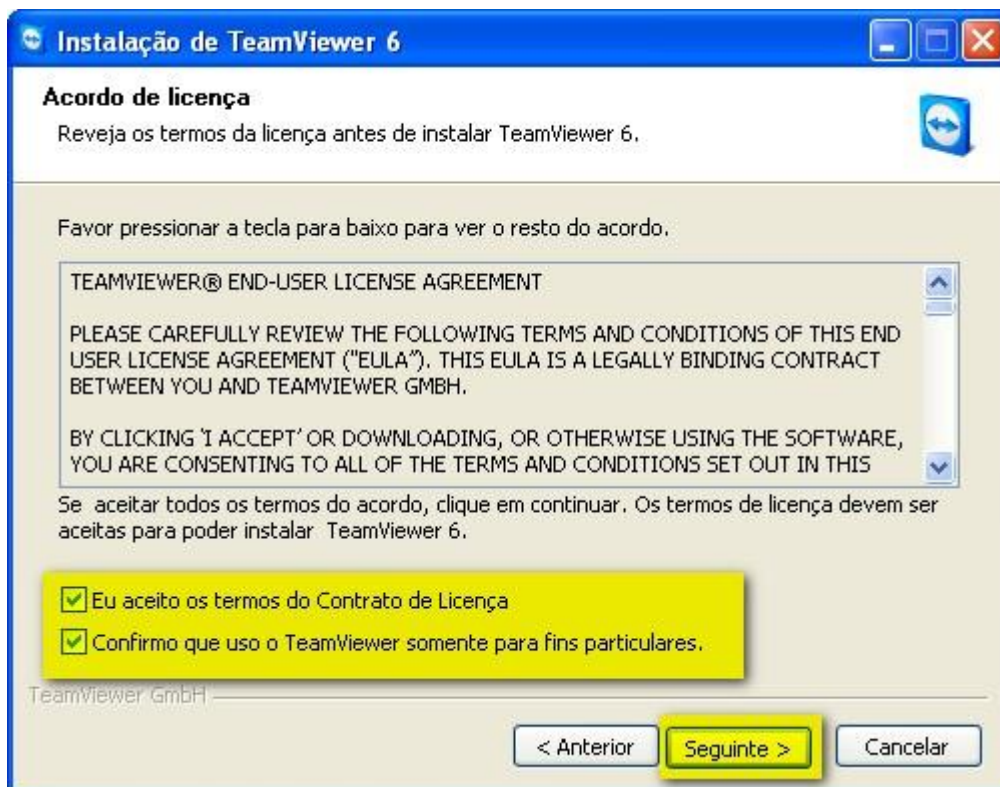 Instalação de TeamViewer 6
Acordo de licença
Reveja os termos da licença antes de instalar TeamViewer 6.
Favor pressionar a tecla para baixo para ver o resto do acordo.
TEAMVIEWER® END-USER LICENSE AGREEMENT
PLEASE CAREFULLY REVIEW THE FOLLOWING TERMS AND CONDITIONS OF THIS END
USER LICENSE AGREEMENT ("EULA"). THIS EULA IS A LEGALLY BINDING CONTRACT
BETWEEN YOU AND TEAMVIEWER GMBH.
BY CLICKING 'I ACCEPT' OR DOWNLOADING, OR OTHERWISE USING THE SOFTWARE,
YOU ARE CONSENTING TO ALL OF THE TERMS AND CONDITIONS SET OUT IN THIS
Se aceitar todos os termos do acordo, clique em continuar. Os termos de licença devem ser
aceitas para poder instalar TeamViewer 6.
Eu aceito os termos do Contrato de Licença
Confirmo que uso o TeamViewer somente para fins particulares.
TeamViewer GmbH
< Anterior Seguinte > Cancelar